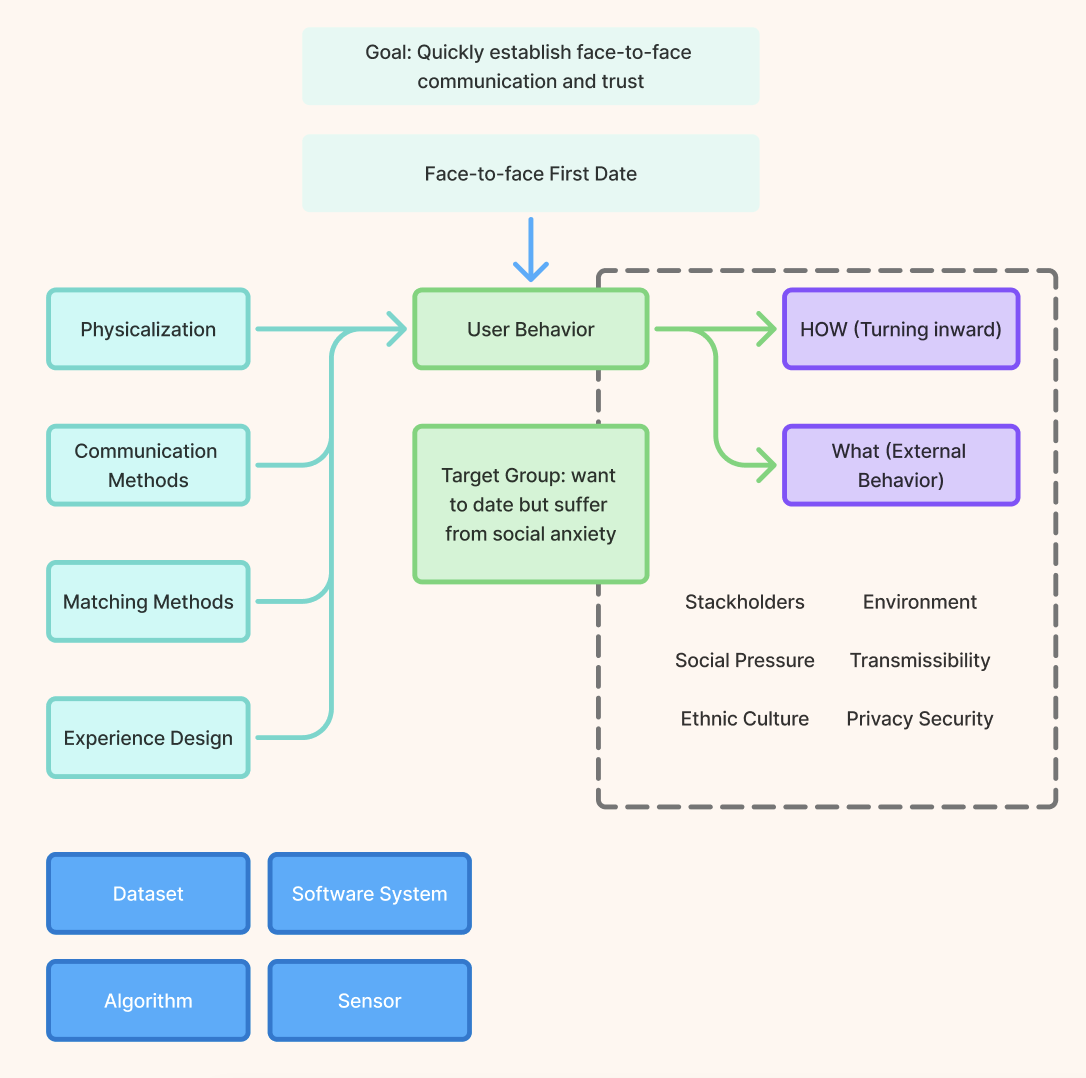 Goal: Quickly establish face-to-face
communication and trust
Face-to-face First Date
Physicalization
User Behavior
HOW (Turning inward)
Communication
Methods
Target Group: want
to date but suffer
from social anxiety
What (External
Behavior)
Matching Methods
Stackholders
Environment
Social Pressure
Transmissibility
Ethnic Culture
Privacy Security
Experience Design
Dataset
Software System
Algorithm
Sensor